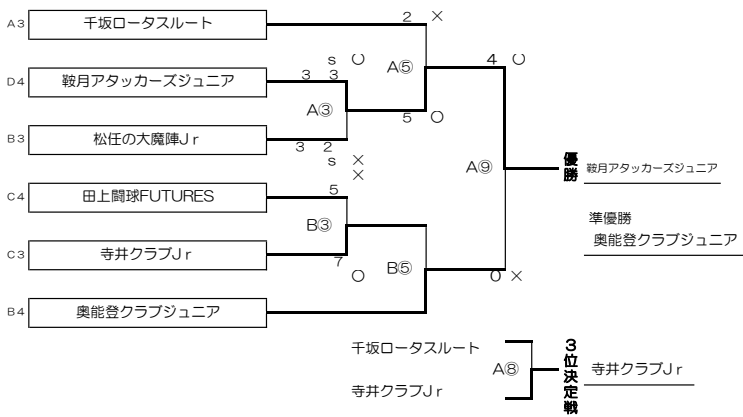 2 ×
A3 千坂ロータスルート
s ○ A⑤ 4 ○
D4 鞍月アタッカーズジュニア 3 3
A③
5 ○
B3 松任の大魔陣Jr
3 2
s ×
×
A⑨ 優勝 鞍月アタッカーズジュニア
C4 田上闘球FUTURES 5
準優勝
B③
奥能登クラブジュニア
C3 寺井クラブJr
7 ○ B⑤ 0 ×
B4 奥能登クラブジュニア
千坂ロータスルート
A⑧ 3位決定戦 寺井クラブJr
寺井クラブJr